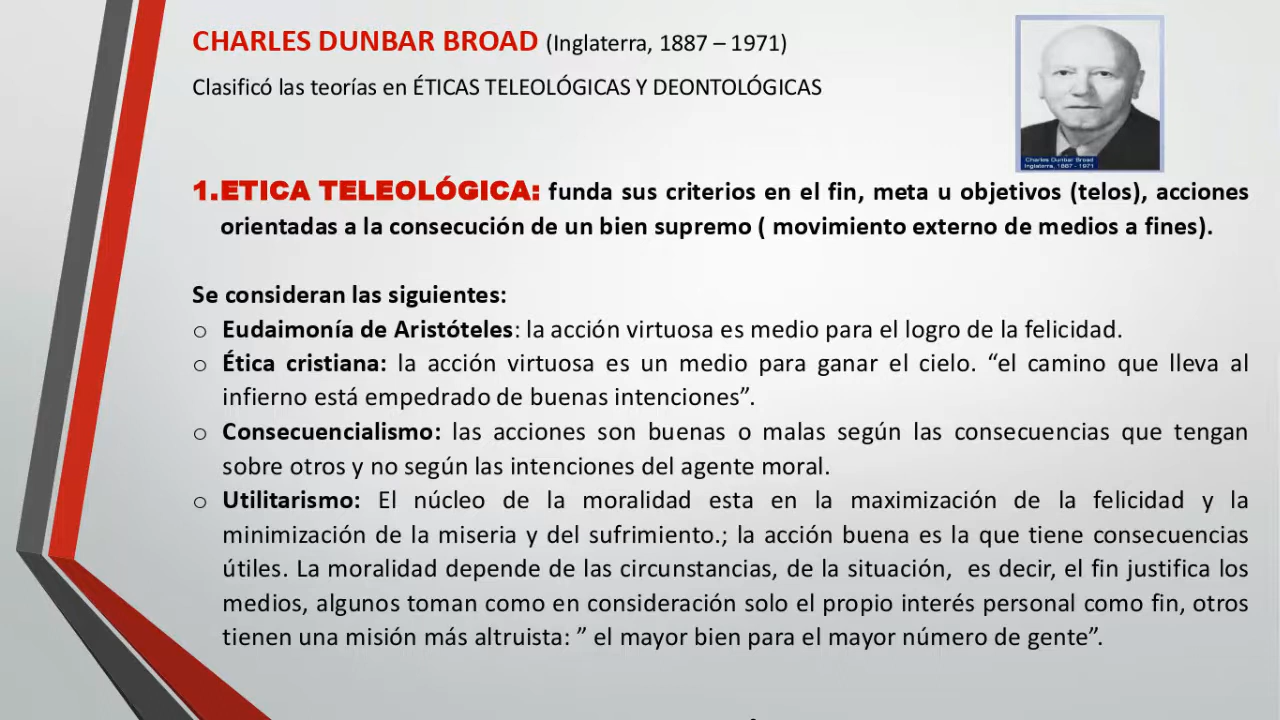 CHARLES DUNBAR BROAD (Inglaterra, 1887 – 1971)
Clasificó las teorías en ÉTICAS TELEOLÓGICAS Y DEONTOLÓGICAS
Charles Dunbar Broad
Inglaterra, 1887 - 1971
1.ETICA TELEOLÓGICA: funda sus criterios en el fin, meta u objetivos (telos), acciones
orientadas a la consecución de un bien supremo ( movimiento externo de medios a fines).
Se consideran las siguientes:
o Eudaimonía de Aristóteles: la acción virtuosa es medio para el logro de la felicidad.
o Ética cristiana: la acción virtuosa es un medio para ganar el cielo. “el camino que lleva al
infierno está empedrado de buenas intenciones”.
o Consecuencialismo: las acciones son buenas o malas según las consecuencias que tengan
sobre otros y no según las intenciones del agente moral.
o Utilitarismo: El núcleo de la moralidad esta en la maximización de la felicidad y la
minimización de la miseria y del sufrimiento.; la acción buena es la que tiene consecuencias
útiles. La moralidad depende de las circunstancias, de la situación, es decir, el fin justifica los
medios, algunos toman como en consideración solo el propio interés personal como fin, otros
tienen una misión más altruista: ” el mayor bien para el mayor número de gente”.